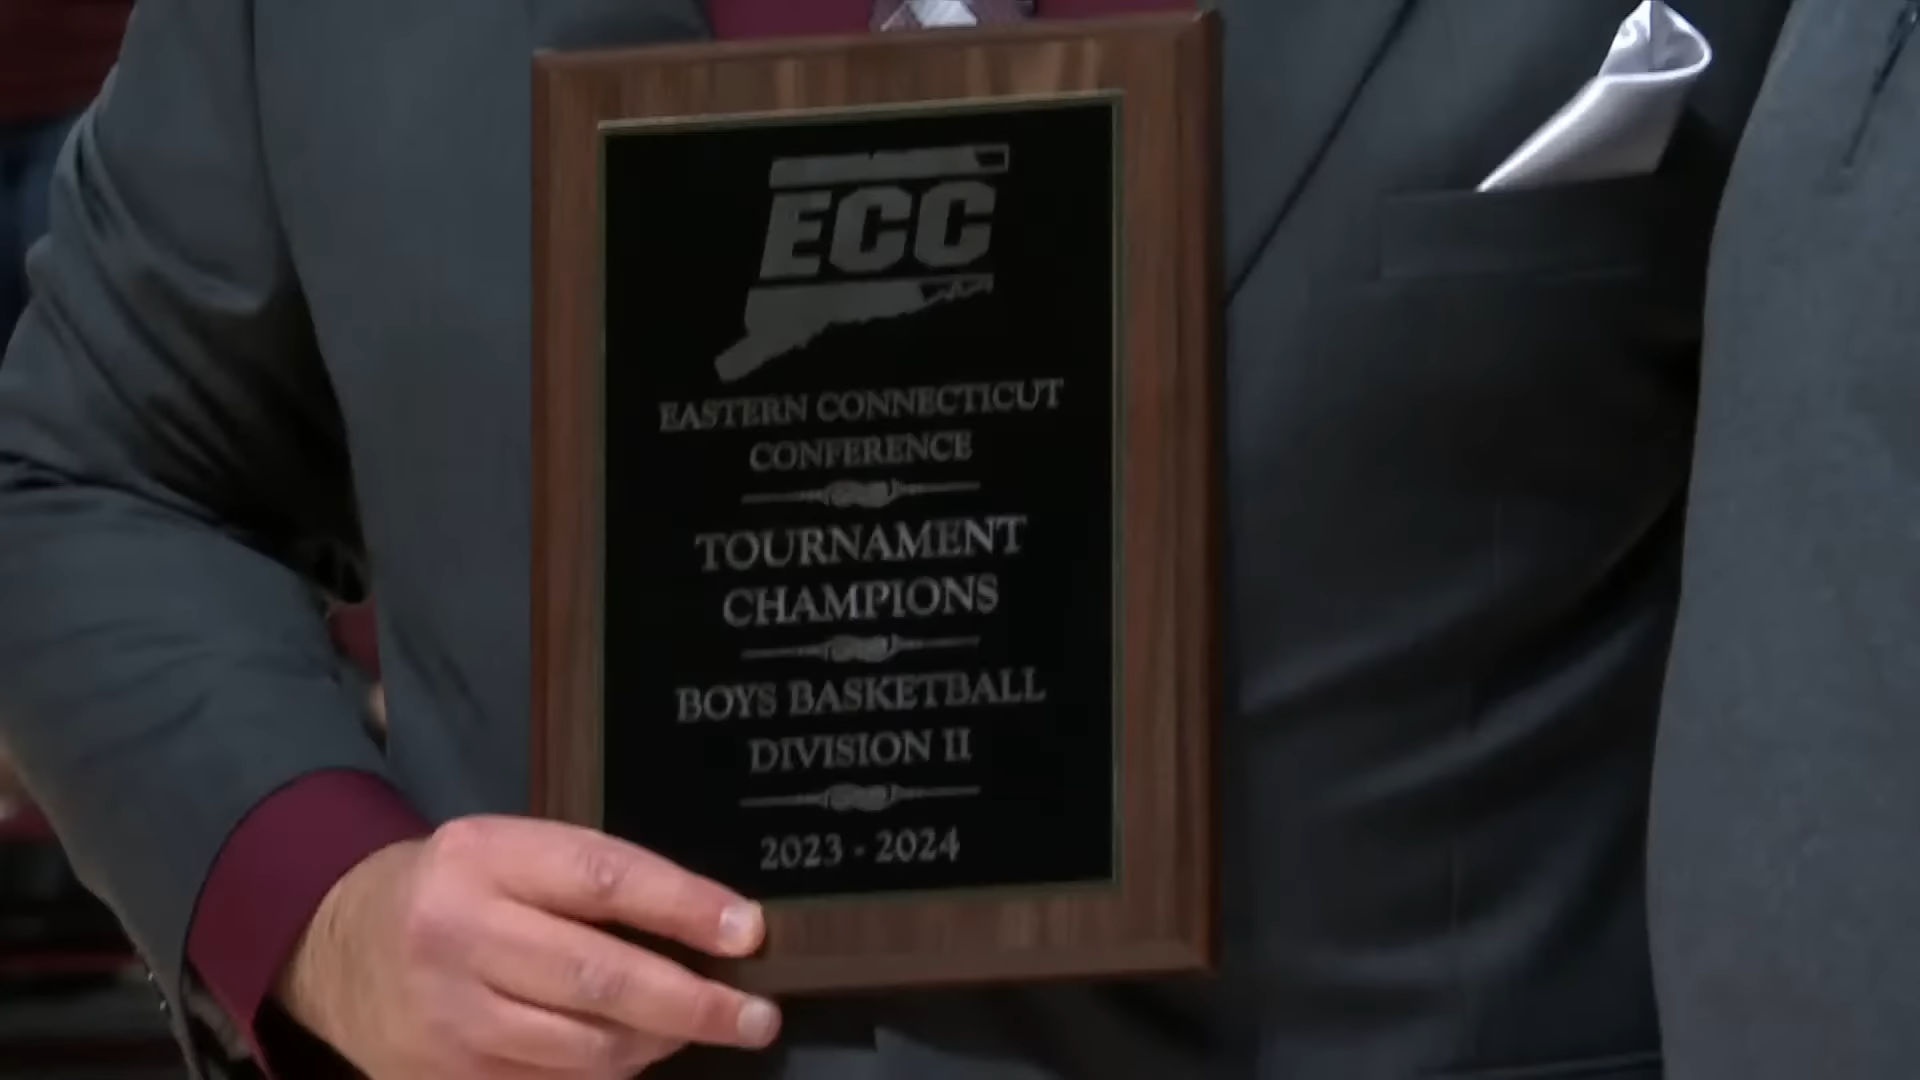 ECC
EASTERN CONNECTICUT
CONFERENCE
TOURNAMENT
CHAMPIONS
BOYS BASKETBALL
DIVISION II
2023 - 2024